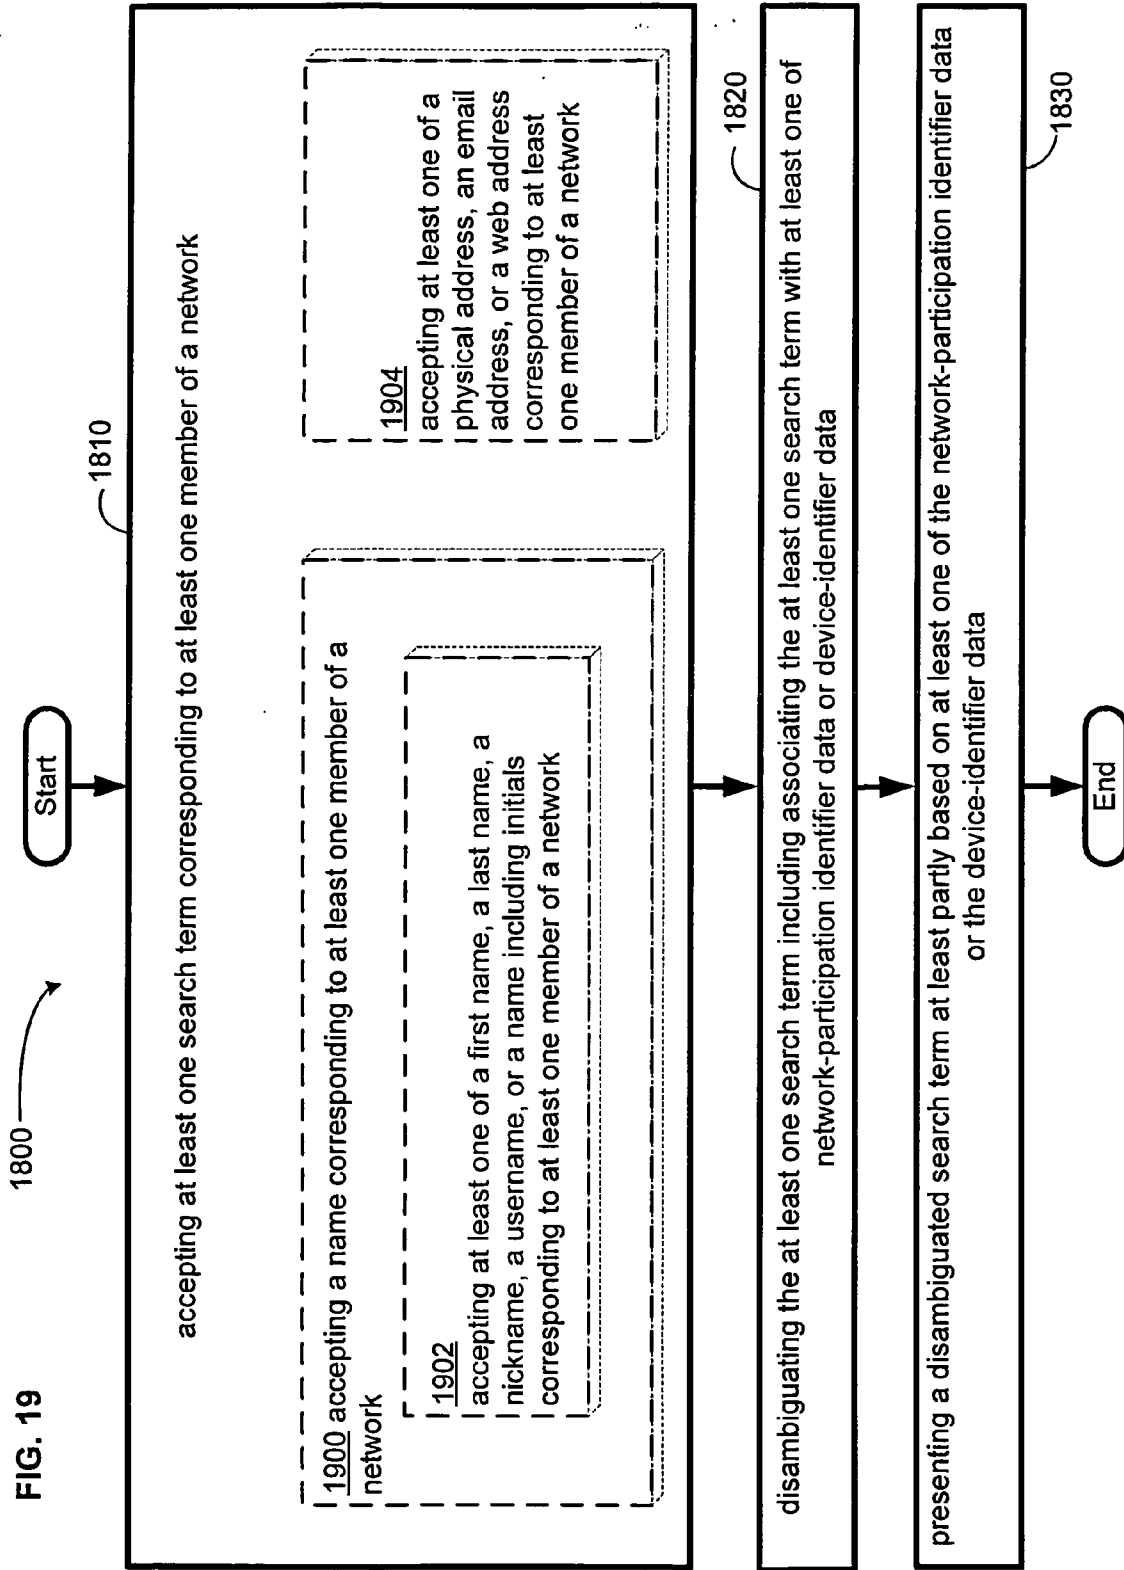 FIG. 19
1800
Start
1810
accepting at least one search term corresponding to at least one member of a network
1900 accepting a name corresponding to at least one member of a
network
1902
accepting at least one of a first name, a last name, a
nickname, a username, or a name including initials
corresponding to at least one member of a network
1904
accepting at least one of a
physical address, an email
address, or a web address
corresponding to at least
one member of a network
1820
disambiguating the at least one search term including associating the at least one search term with at least one of
network-participation identifier data or device-identifier data
1830
presenting a disambiguated search term at least partly based on at least one of the network-participation identifier data
or the device-identifier data
End